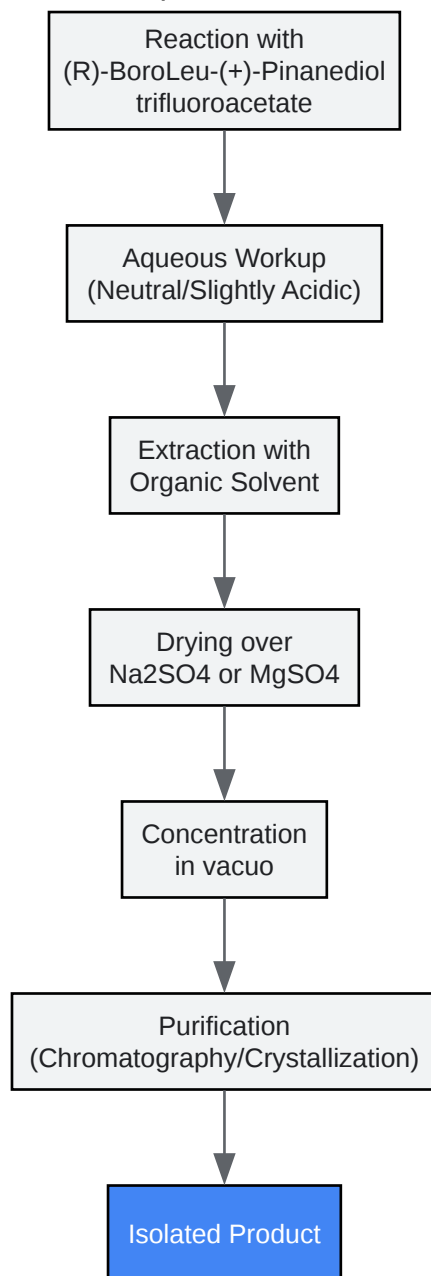 Reaction with
(R)-BoroLeu-(+)-Pinanediol
trifluoroacetate
Aqueous Workup
(Neutral/Slightly Acidic)
Extraction with
Organic Solvent
Drying over
Na2SO4 or MgSO4
Concentration
in vacuo
Purification
(Chromatography/Crystallization)
Isolated Product